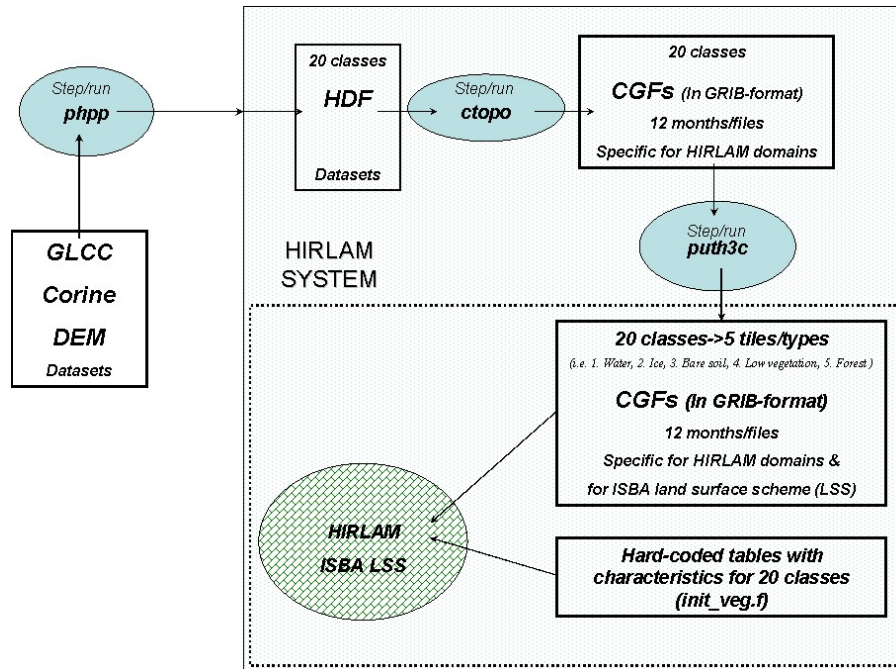 Step/run
phpp
GLCC
Corine
DEM
Datasets
20 classes
HDF
Datasets
Step/run
ctopo
20 classes
CGFs (In GRIB-format)
12 months/files
Specific for HIRLAM domains
Step/run
puth3c
HIRLAM
SYSTEM
20 classes->5 tiles/types
(i.e. 1. Water, 2. Ice, 3. Bare soil, 4. Low vegetation, 5. Forest )
CGFs (In GRIB-format)
12 months/files
Specific for HIRLAM domains &
for ISBA land surface scheme (LSS)
HIRLAM
ISBA LSS
Hard-coded tables with
characteristics for 20 classes
(init_veg.f)